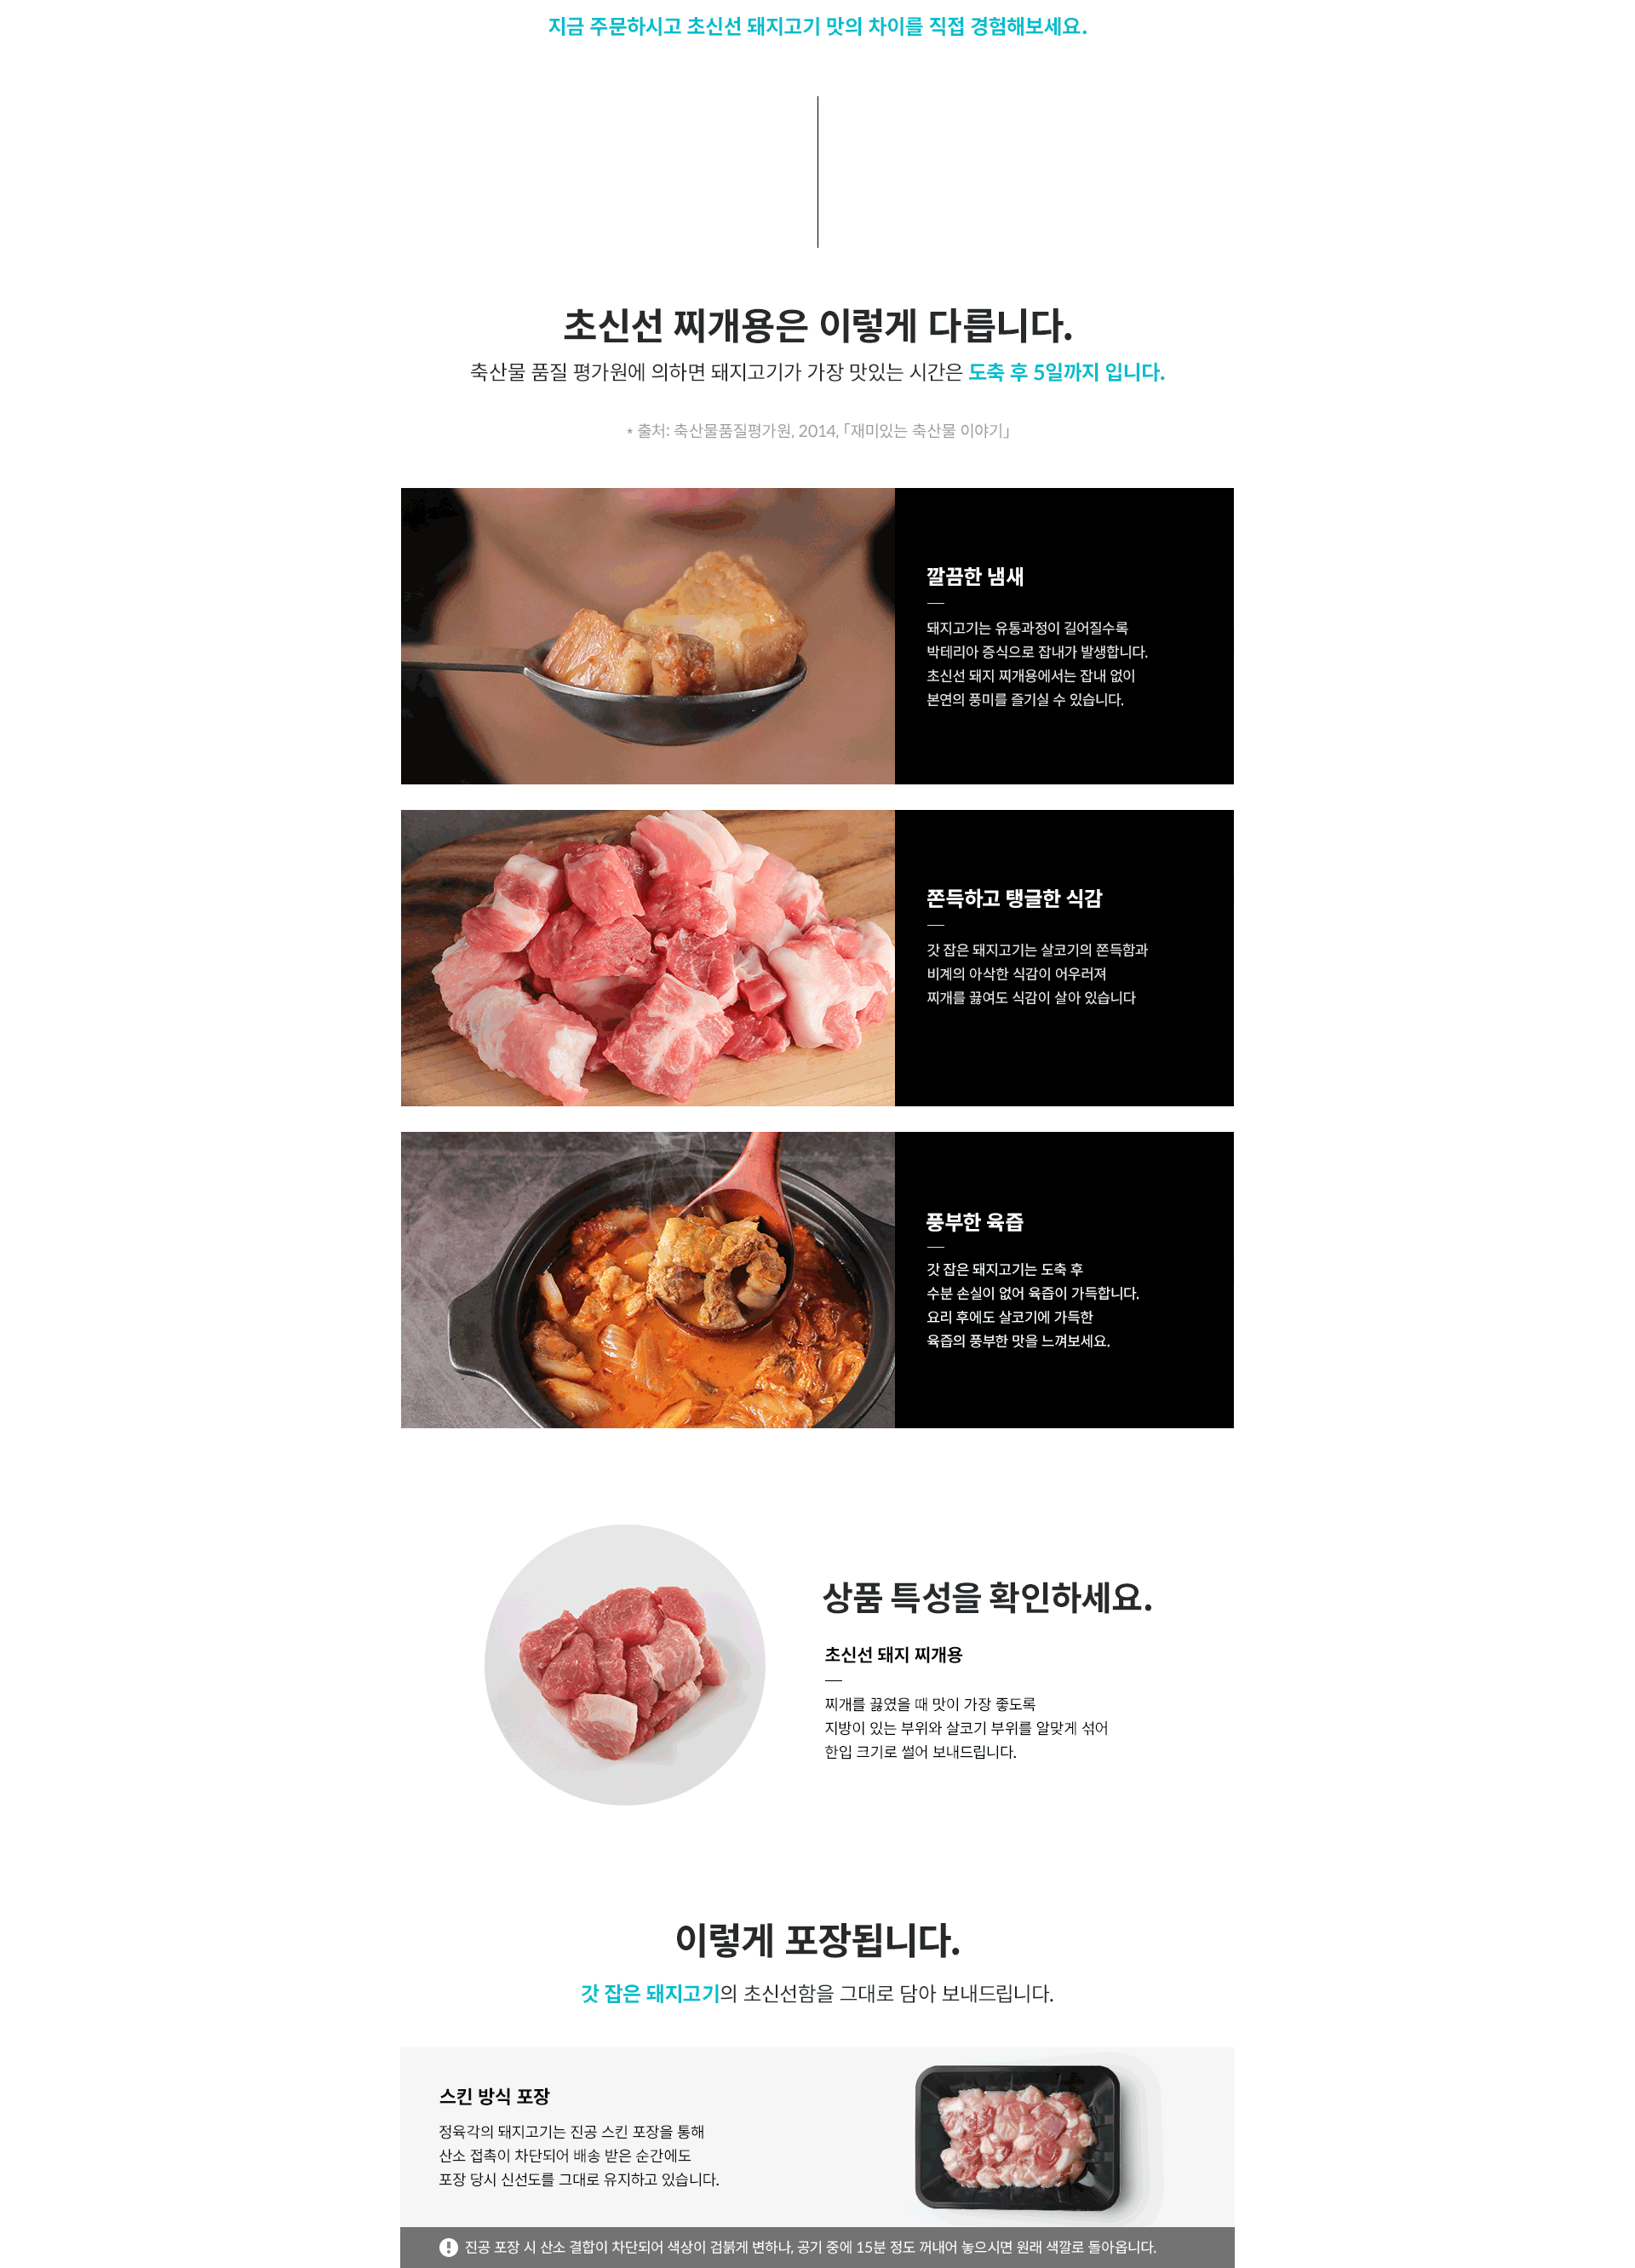 지금 주문하시고 초신선 돼지고기 맛의 차이를 직접 경험해보세요.
초신선 찌개용은 이렇게 다릅니다.
축산물 품질 평가원에 의하면 돼지고기가 가장 맛있는 시간은 도축 후 5일까지 입니다.
* 출처: 축산물품질평가원, 2014, 「재미있는 축산물 이야기」
깔끔한 냄새
돼지고기는 유통과정이 길어질수록
박테리아 증식으로 잡내가 발생합니다.
초신선 돼지 찌개용에서는 잡내 없이
본연의 풍미를 즐기실 수 있습니다.
쫀득하고 탱글한 식감
갓 잡은 돼지고기는 살코기의 쫀득함과
비계의 아삭한 식감이 어우러져
찌개를 끓여도 식감이 살아 있습니다
풍부한 육즙
갓 잡은 돼지고기는 도축 후
수분 손실이 없어 육즙이 가득합니다.
요리 후에도 살코기에 가득한
육즙의 풍부한 맛을 느껴보세요.
상품 특성을 확인하세요.
초신선 돼지 찌개용
찌개를 끓였을 때 맛이 가장 좋도록
지방이 있는 부위와 살코기 부위를 알맞게 섞어
한입 크기로 썰어 보내드립니다.
이렇게 포장됩니다.
갓 잡은 돼지고기의 초신선함을 그대로 담아 보내드립니다.
스킨 방식 포장
정육각의 돼지고기는 진공 스킨 포장을 통해
산소 접촉이 차단되어 배송 받은 순간에도
포장 당시 신선도를 그대로 유지하고 있습니다.
진공 포장 시 산소 결합이 차단되어 색상이 검붉게 변하나, 공기 중에 15분 정도 꺼내어 놓으시면 원래 색깔로 돌아옵니다.